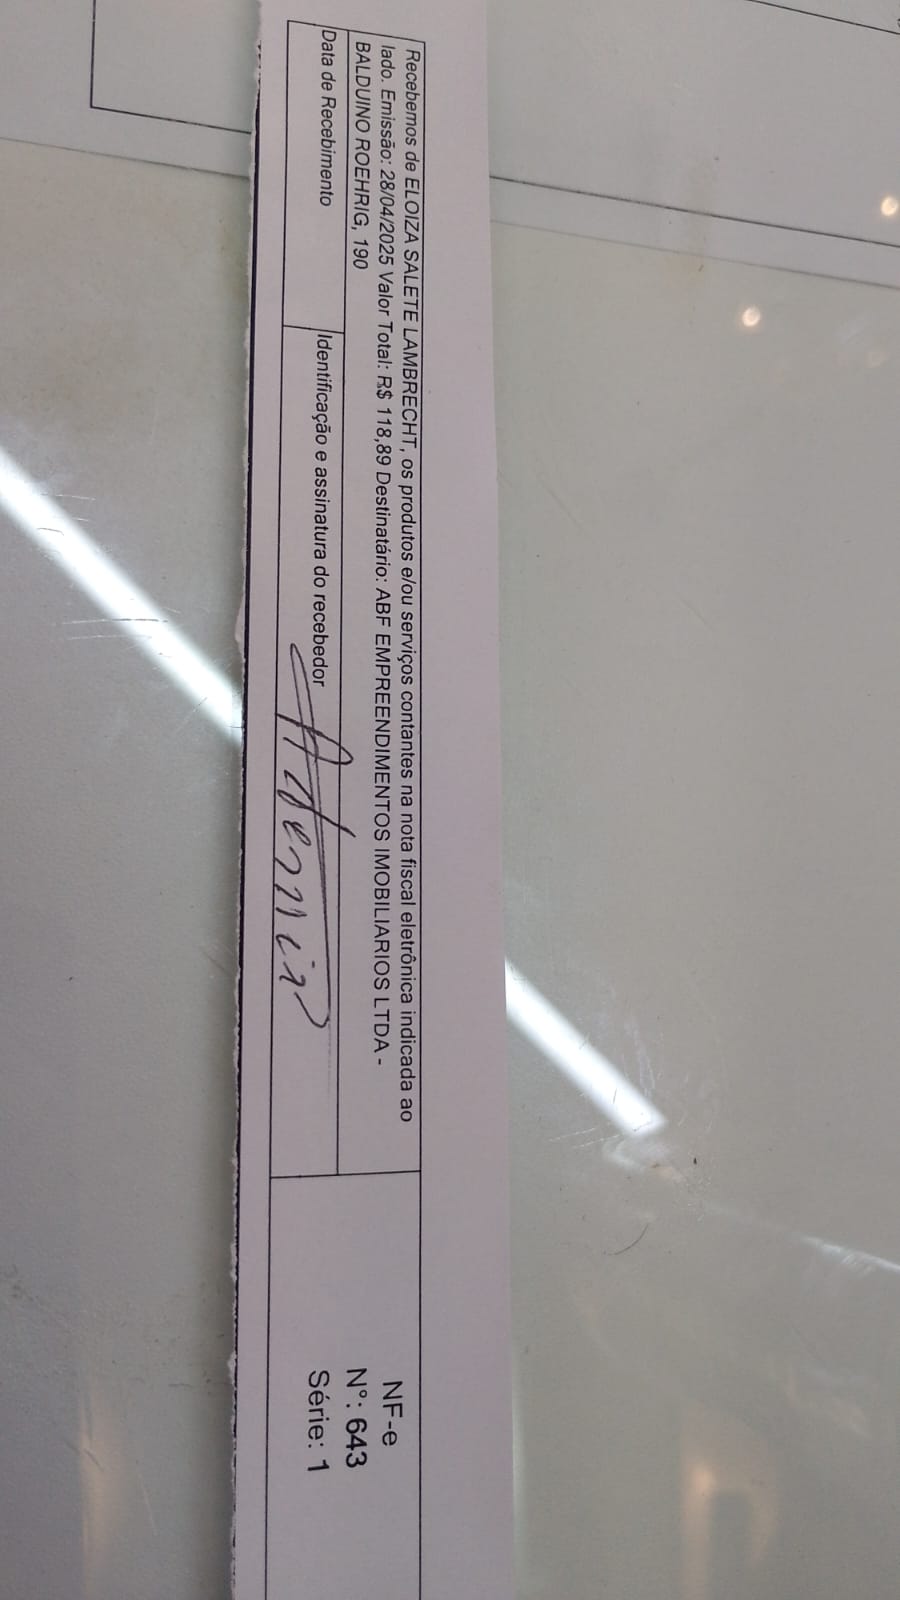 Recebemos de ELOIZA SALETE LAMBRECHT, os produtos e/ou serviços contantes na nota fiscal eletrônica indicada ao
lado. Emissão: 28/04/2025 Valor Total: R$ 118,89 Destinatário: ABF EMPREENDIMENTOS IMOBILIARIOS LTDA -
BALDUINO ROEHRIG, 190
Data de Recebimento
Identificação e assinatura do recebedor
NF-e
Nº: 643
Série: 1